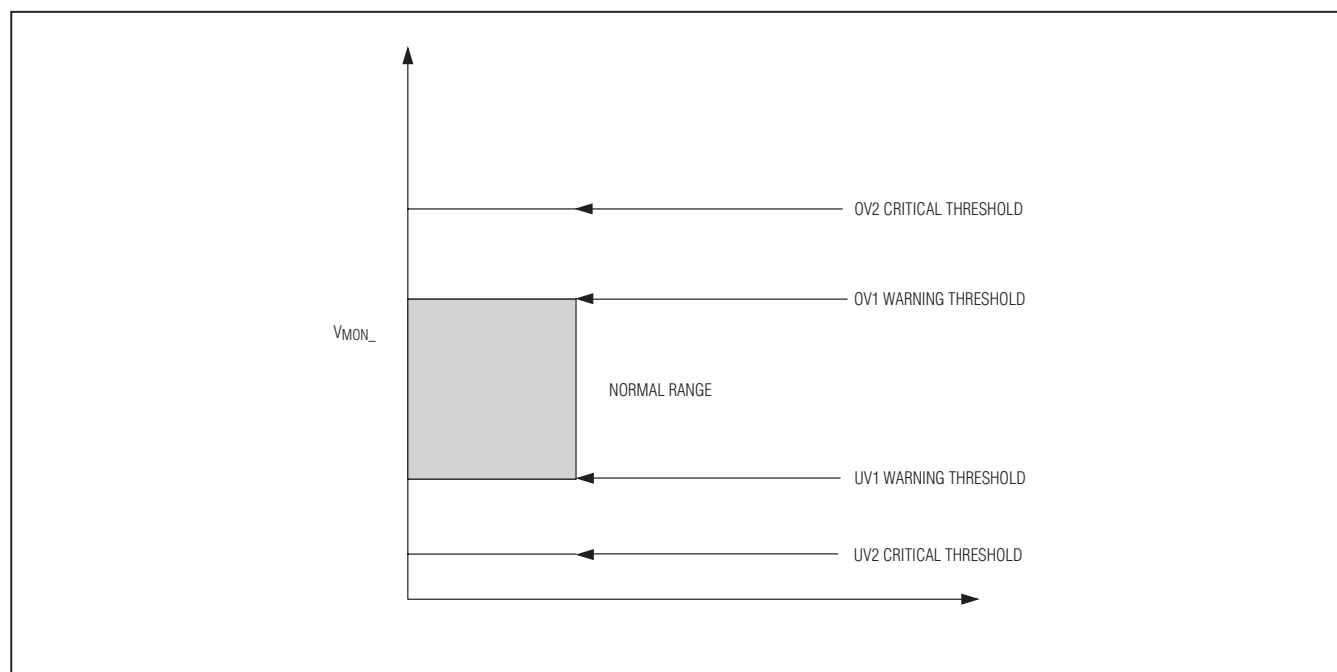 OV2 CRITICAL THRESHOLD
OV1 WARNING THRESHOLD
VMON_
NORMAL RANGE
UV1 WARNING THRESHOLD
UV2 CRITICAL THRESHOLD